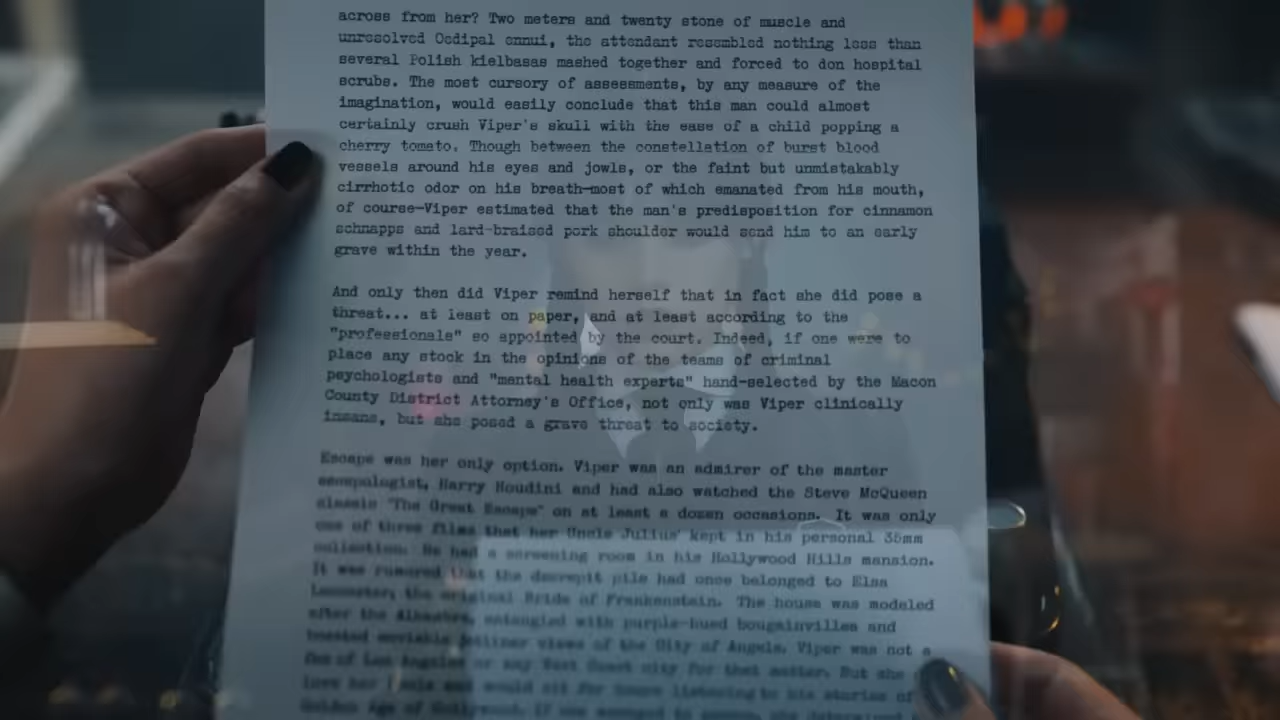 across from her? Two meters and twenty stone of muscle and
unresolved Oedipal ennui, the attendant resembled nothing less than
several Polish kielbasas mashed together and forced to don hospital
scrubs. The most cursory of assessments, by any measure of the
imagination, would easily conclude that this man could almost
certainly crush Viper's skull with the ease of a child popping a
cherry tomato. Though between the constellation of burst blood
vessels around his eyes and jowls, or the faint but unmistakably
cirrhotic odor on his breath—most of which emanated from his mouth,
of course—Viper estimated that the man's predisposition for cinnamon
schnapps and lard-braised pork shoulder would send him to an early
grave within the year.
And only then did Viper remind herself that in fact she did pose a
threat... at least on paper, and at least according to the
"professionals" so appointed by the court. Indeed, if one were to
place any stock in the opinions of the teams of criminal
psychologists and "mental health experts" hand-selected by the Macon
County District Attorney's Office, not only was Viper clinically
insane, but she posed a grave threat to society.
Escape was her only option. Viper was an admirer of the master
escapologist, Harry Houdini and had also watched the Steve McQueen
classic "The Great Escape" on at least a dozen occasions. It was only
one of three films that her Uncle Julius' kept in his personal 35mm
collection. He had a screening room in his Hollywood Hills mansion.
It was rumored that the decrepit pile had once belonged to Elsa
Lancaster, the original Bride of Frankenstein. The house was modeled
after the Alhambra, entangled with purple-hued bougainvillea and
boasted enviable jetliner views of the City of Angels. Viper was not a
fan of Los Angeles or any West Coast city for that matter. But she
love her and would sit for hours listening to his stories of
Golden Age of Hollywood.